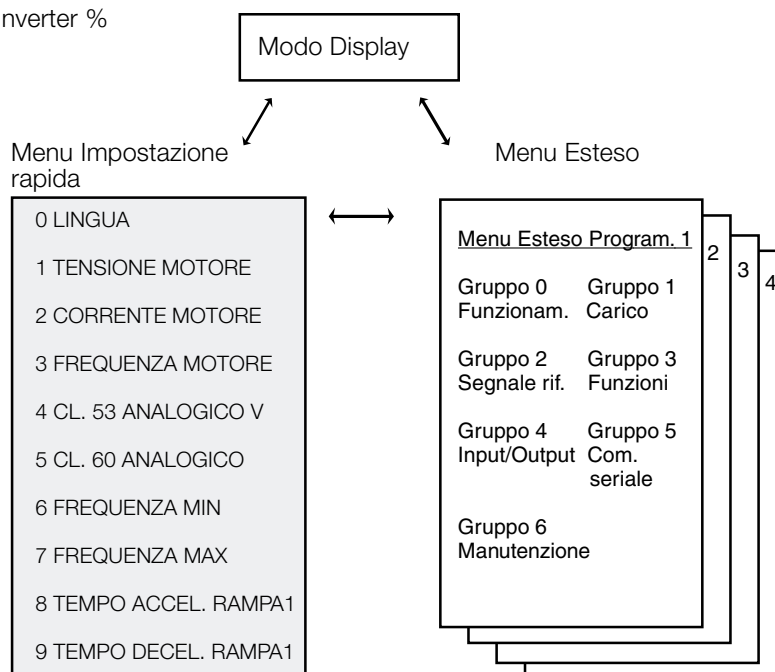 nverter %
Modo Display
Menu Impostazione
rapida
0 LINGUA
1 TENSIONE MOTORE
2 CORRENTE MOTORE
3 FREQUENZA MOTORE
4 CL. 53 ANALOGICO V
5 CL. 60 ANALOGICO
6 FREQUENZA MIN
7 FREQUENZA MAX
8 TEMPO ACCEL. RAMPA1
9 TEMPO DECEL. RAMPA1
Menu Esteso
Menu Esteso Program. 1
2
3
4
Gruppo 0 Gruppo 1
Funzionam. Carico
Gruppo 2 Gruppo 3
Segnale rif. Funzioni
Gruppo 4 Gruppo 5
Input/Output Com.
seriale
Gruppo 6
Manutenzione